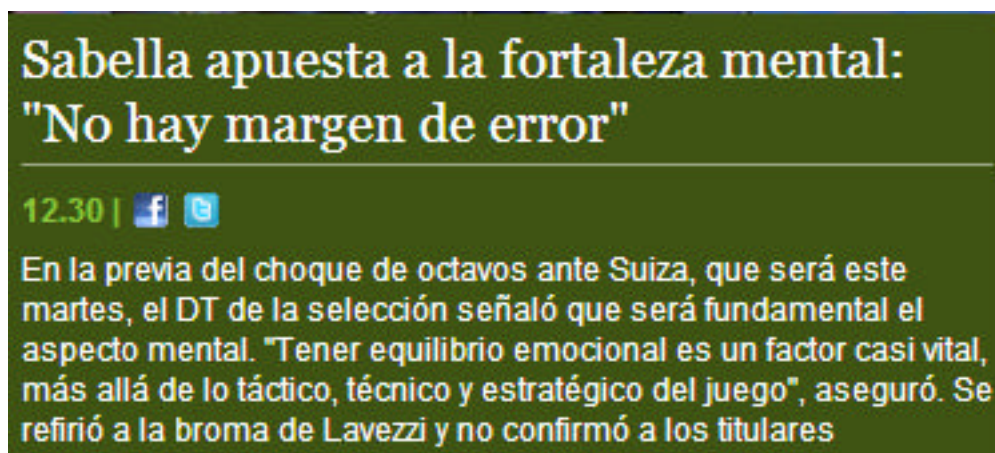 Sabella apuesta a la fortaleza mental:
"No hay margen de error"
12.30 |
En la previa del choque de octavos ante Suiza, que será este
martes, el DT de la selección señaló que será fundamental el
aspecto mental. "Tener equilibrio emocional es un factor casi vital,
más allá de lo táctico, técnico y estratégico del juego", aseguró. Se
refirió a la broma de Lavezzi y no confirmó a los titulares